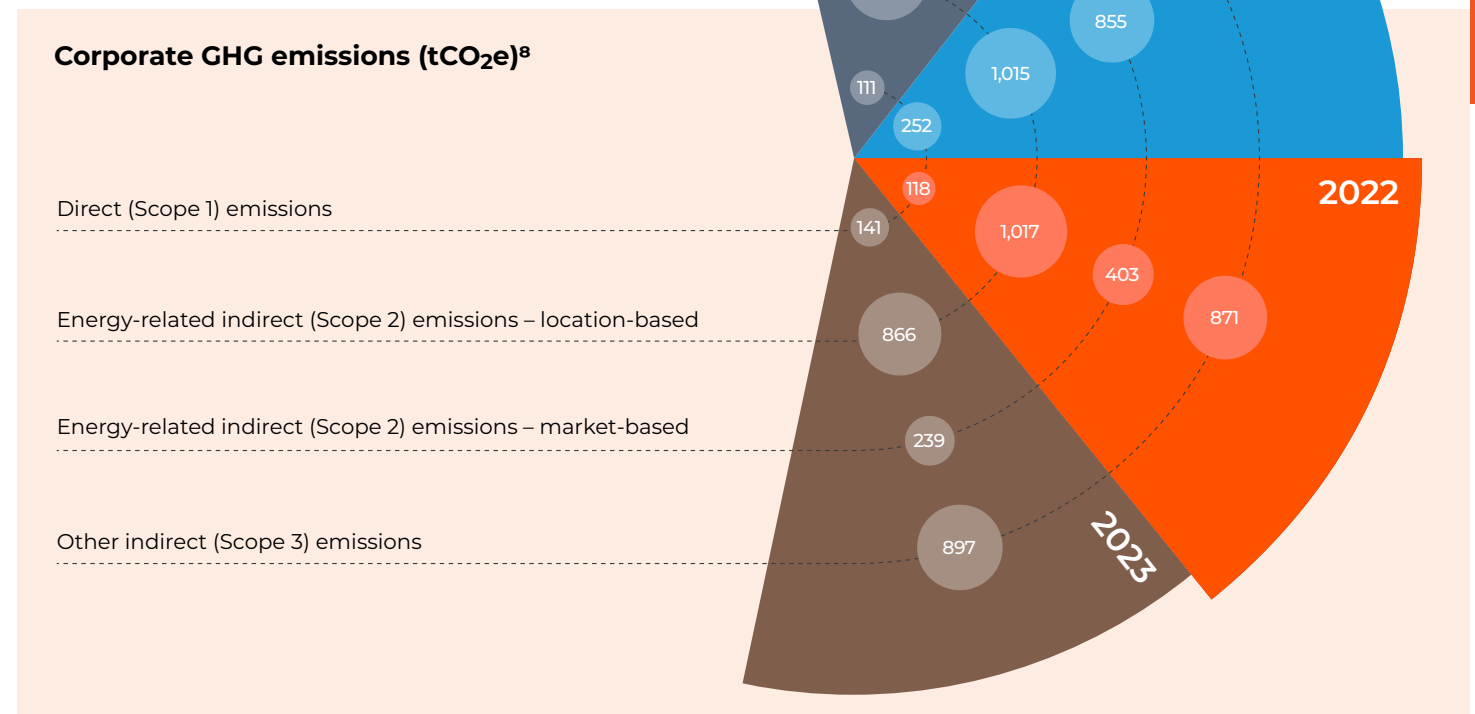 Corporate GHG emissions (tCO₂e)⁸
855
1,015
111
252
2022
118
Direct (Scope 1) emissions
141
1,017
403
Energy-related indirect (Scope 2) emissions – location-based
866
871
Energy-related indirect (Scope 2) emissions – market-based
239
2023
Other indirect (Scope 3) emissions
897